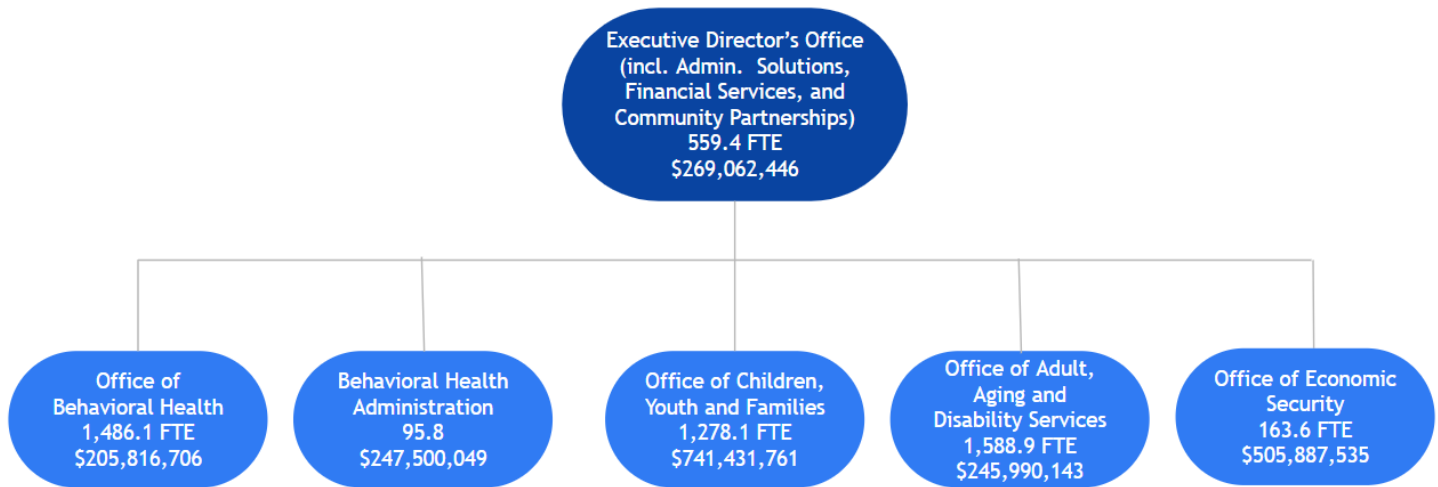 Executive Director’s Office
(incl. Admin. Solutions,
Financial Services, and
Community Partnerships)
559.4 FTE
$269,062,446
Office of
Behavioral Health
1,486.1 FTE
$205,816,706
Behavioral Health
Administration
95.8
$247,500,049
Office of Children,
Youth and Families
1,278.1 FTE
$741,431,761
Office of Adult,
Aging and
Disability Services
1,588.9 FTE
$245,990,143
Office of Economic
Security
163.6 FTE
$505,887,535